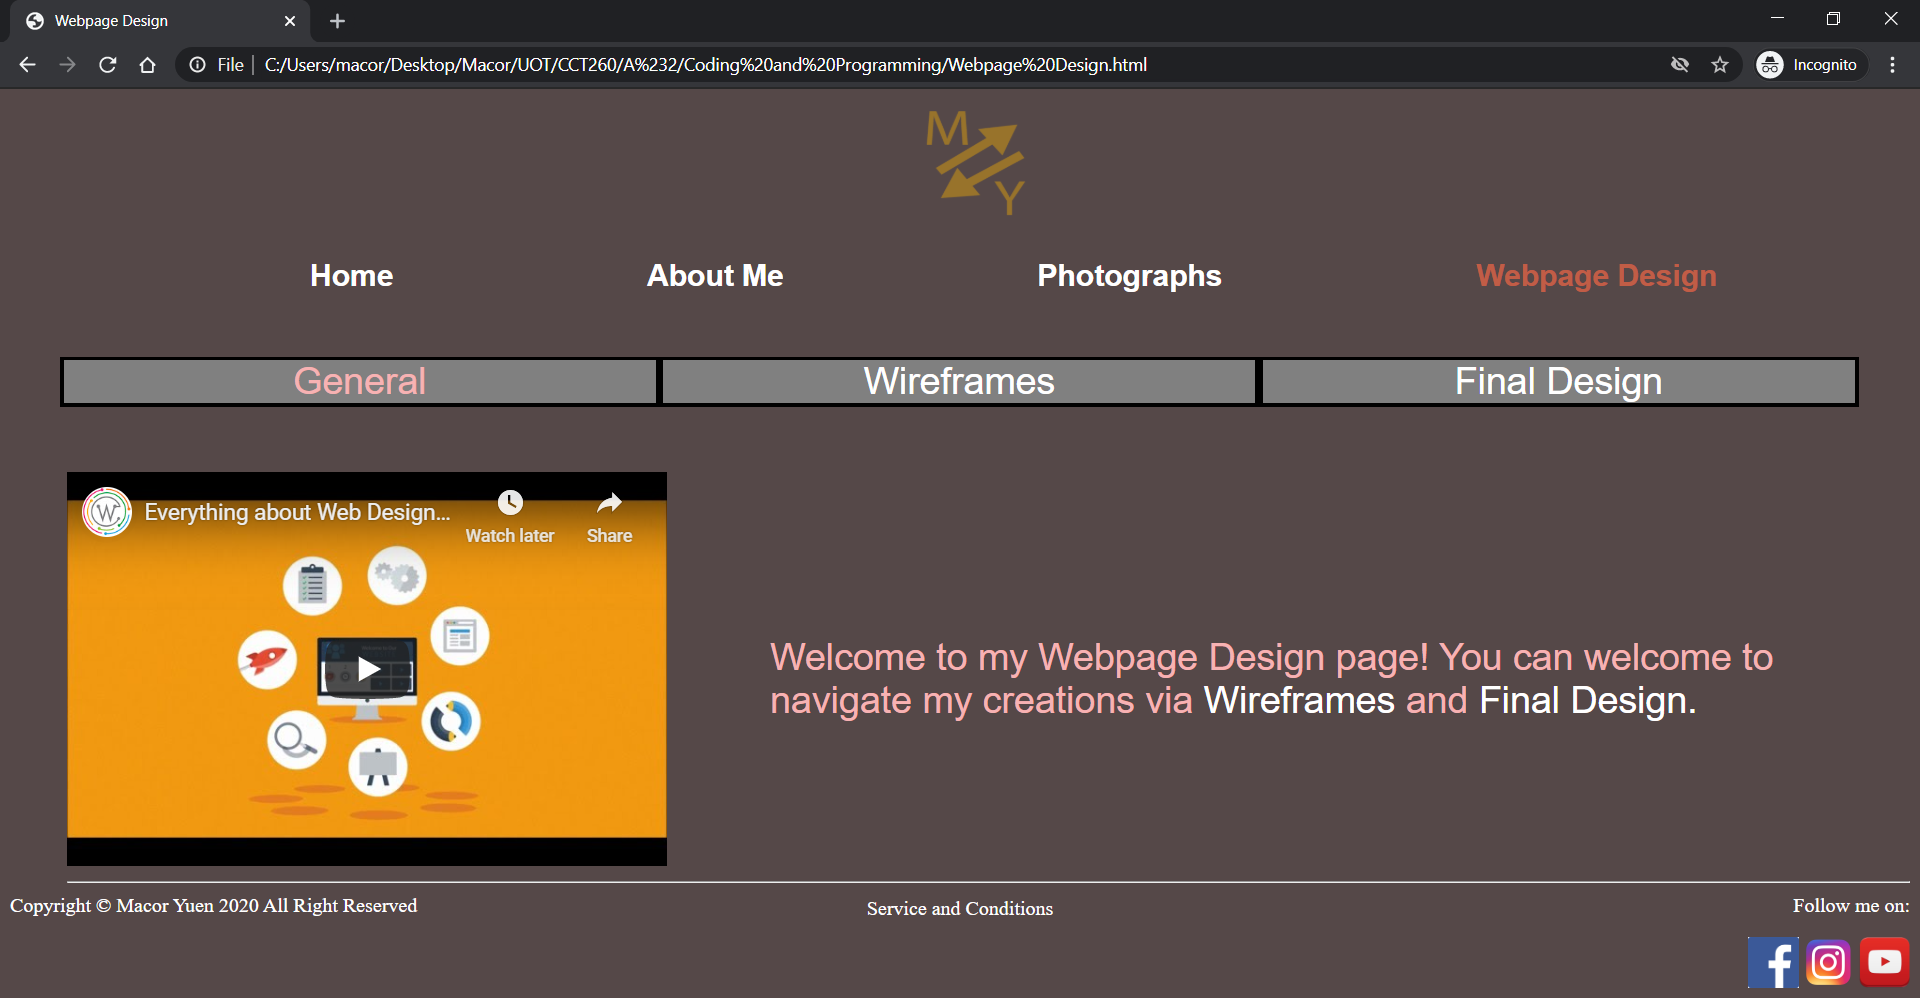 Webpage Design
File
C:/Users/macor/Desktop/Macor/UOT/CCT260/A%232/Coding%20and%20Programming/Webpage%20Design.html
Incognito
M
Y
Home
About Me
Photographs
Webpage Design
General
Wireframes
Final Design
W
Everything about Web Design...
Watch later
Share
Welcome to my Webpage Design page! You can welcome to
navigate my creations via Wireframes and Final Design.
Copyright © Macor Yuen 2020 All Right Reserved
Service and Conditions
Follow me on: